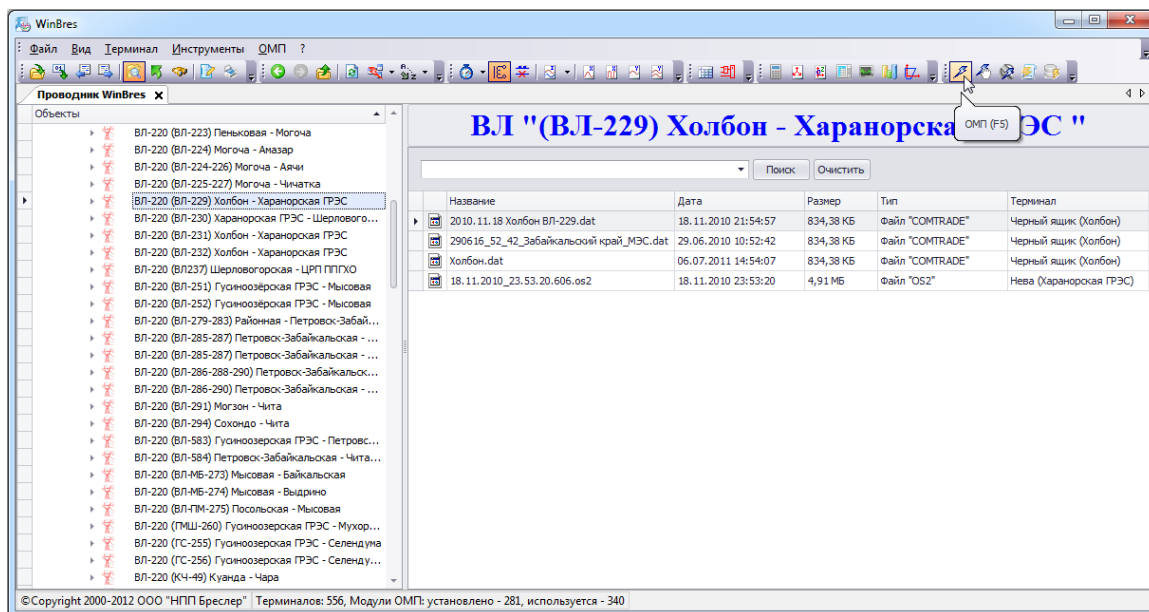 WinBres
Файл Вид Терминал Инструменты ОМП ?
Проводник WinBres X
Объекты
ВЛ-220 (ВЛ-223) Пеньковая - Могоча
ВЛ-220 (ВЛ-224) Могоча - Амазар
ВЛ-220 (ВЛ-224-226) Могоча - Аячи
ВЛ-220 (ВЛ-225-227) Могоча - Чичатка
ВЛ-220 (ВЛ-229) Холбон - Харанорская ГРЭС
ВЛ-220 (ВЛ-230) Харанорская ГРЭС - Шерлового...
ВЛ-220 (ВЛ-231) Холбон - Харанорская ГРЭС
ВЛ-220 (ВЛ-232) Холбон - Харанорская ГРЭС
ВЛ-220 (ВЛ237) Шерловогорская - ЦРП ППГХО
ВЛ-220 (ВЛ-251) Гусиноозёрская ГРЭС - Мысовая
ВЛ-220 (ВЛ-252) Гусиноозёрская ГРЭС - Мысовая
ВЛ-220 (ВЛ-279-283) Районная - Петровск-Забай...
ВЛ-220 (ВЛ-285-287) Петровск-Забайкальская - ...
ВЛ-220 (ВЛ-285-287) Петровск-Забайкальская - ...
ВЛ-220 (ВЛ-286-288-290) Петровск-Забайкальск...
ВЛ-220 (ВЛ-286-290) Петровск-Забайкальская - ...
ВЛ-220 (ВЛ-291) Могзон - Чита
ВЛ-220 (ВЛ-294) Сохондо - Чита
ВЛ-220 (ВЛ-583) Гусиноозерская ГРЭС - Петровс...
ВЛ-220 (ВЛ-584) Петровск-Забайкальская - Чита...
ВЛ-220 (ВЛ-МБ-273) Мысовая - Байкальская
ВЛ-220 (ВЛ-МБ-274) Мысовая - Выдрино
ВЛ-220 (ВЛ-ПМ-275) Посольская - Мысовая
ВЛ-220 (ГМШ-260) Гусиноозерская ГРЭС - Мухор...
ВЛ-220 (ГС-255) Гусиноозерская ГРЭС - Селендума
ВЛ-220 (ГС-256) Гусиноозерская ГРЭС - Селенду...
ВЛ-220 (КЧ-49) Куанда - Чара
ВЛ "(ВЛ-229) Холбон - Харанорска ЭС "
ОМП (F5)
Поиск Очистить
Название Дата Размер Тип Терминал
2010.11.18 Холбон ВЛ-229.dat 18.11.2010 21:54:57 834,38 КБ Файл "COMTRADE" Черный ящик (Холбон)
290616_52_42_Забайкальский край_МЭС.dat 29.06.2010 10:52:42 834,38 КБ Файл "COMTRADE" Черный ящик (Холбон)
Холбон.dat 06.07.2011 14:54:07 834,38 КБ Файл "COMTRADE" Черный ящик (Холбон)
18.11.2010_23.53.20.606.os2 18.11.2010 23:53:20 4,91 МБ Файл "OS2" Нева (Харанорская ГРЭС)
©Copyright 2000-2012 ООО "НПП Бреслер" Терминалов: 556, Модули ОМП: установлено - 281, используется - 340